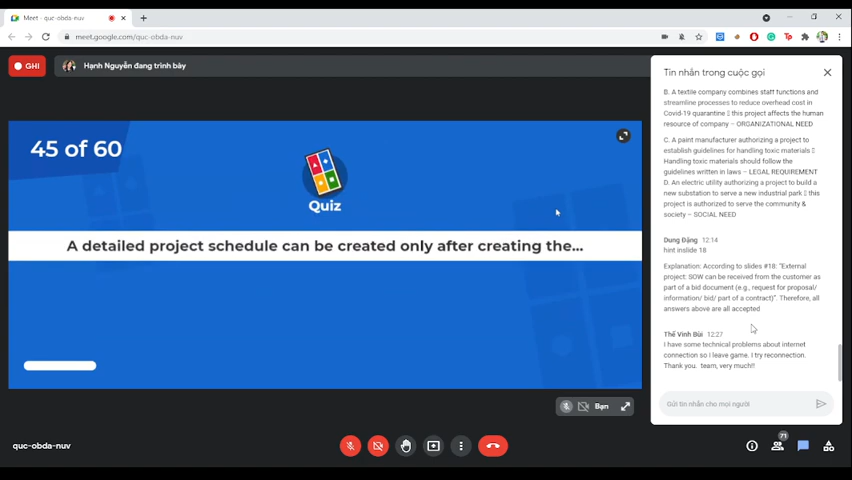 Meet - quc-obda-nuv
meet.google.com/quc-obda-nuv
GHI
Hạnh Nguyễn đang trình bày
45 of 60
Quiz
A detailed project schedule can be created only after creating the...
Bạn
Tin nhắn trong cuộc gọi
B. A textile company combines staff functions and
streamline processes to reduce overhead cost in
Covid-19 quarantine this project affects the human
resource of company – ORGANIZATIONAL NEED
C. A paint manufacturer authorizing a project to
establish guidelines for handling toxic materials
Handling toxic materials should follow the
guidelines written in laws – LEGAL REQUIREMENT
D. An electric utility authorizing a project to build a
new substation to serve a new industrial park this
project is authorized to serve the community &
society – SOCIAL NEED
Dung Đặng 12:14
hint inslide 18
Explanation: According to slides #18: "External
project: SOW can be received from the customer as
part of a bid document (e.g., request for proposal/
information/ bid/ part of a contract)". Therefore, all
answers above are all accepted
Thế Vinh Bùi 12:27
I have some technical problems about internet
connection so I leave game. I try reconnection.
Thank you. team, very much!!
Gửi tin nhắn cho mọi người
quc-obda-nuv
71